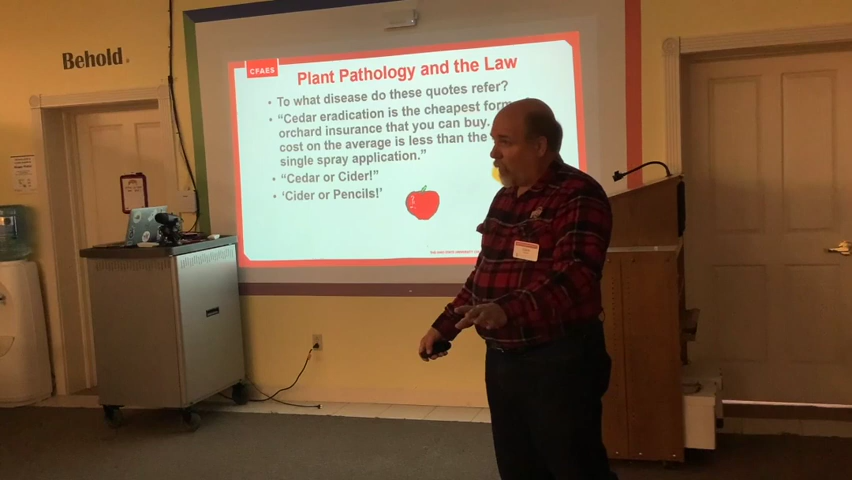 Behold.
CFAES
Plant Pathology and the Law
• To what disease do these quotes refer?
• “Cedar eradication is the cheapest form
orchard insurance that you can buy.
cost on the average is less than the
single spray application.”
• “Cedar or Cider!”
• ‘Cider or Pencils!’